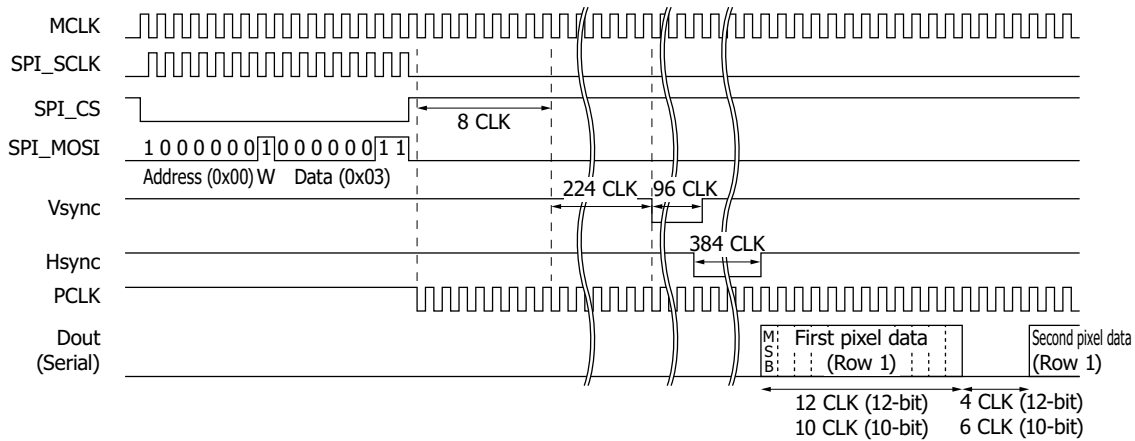 MCLK
SPI_SCLK
SPI_CS
8 CLK
SPI_MOSI 1 0 0 0 0 0 0 1 0 0 0 0 0 0 1 1
Address (0x00) W Data (0x03)
224 CLK 96 CLK
Vsync
384 CLK
Hsync
PCLK
Dout
(Serial)
MSB
First pixel data
(Row 1)
Second pixel data
(Row 1)
12 CLK (12-bit) 4 CLK (12-bit)
10 CLK (10-bit) 6 CLK (10-bit)